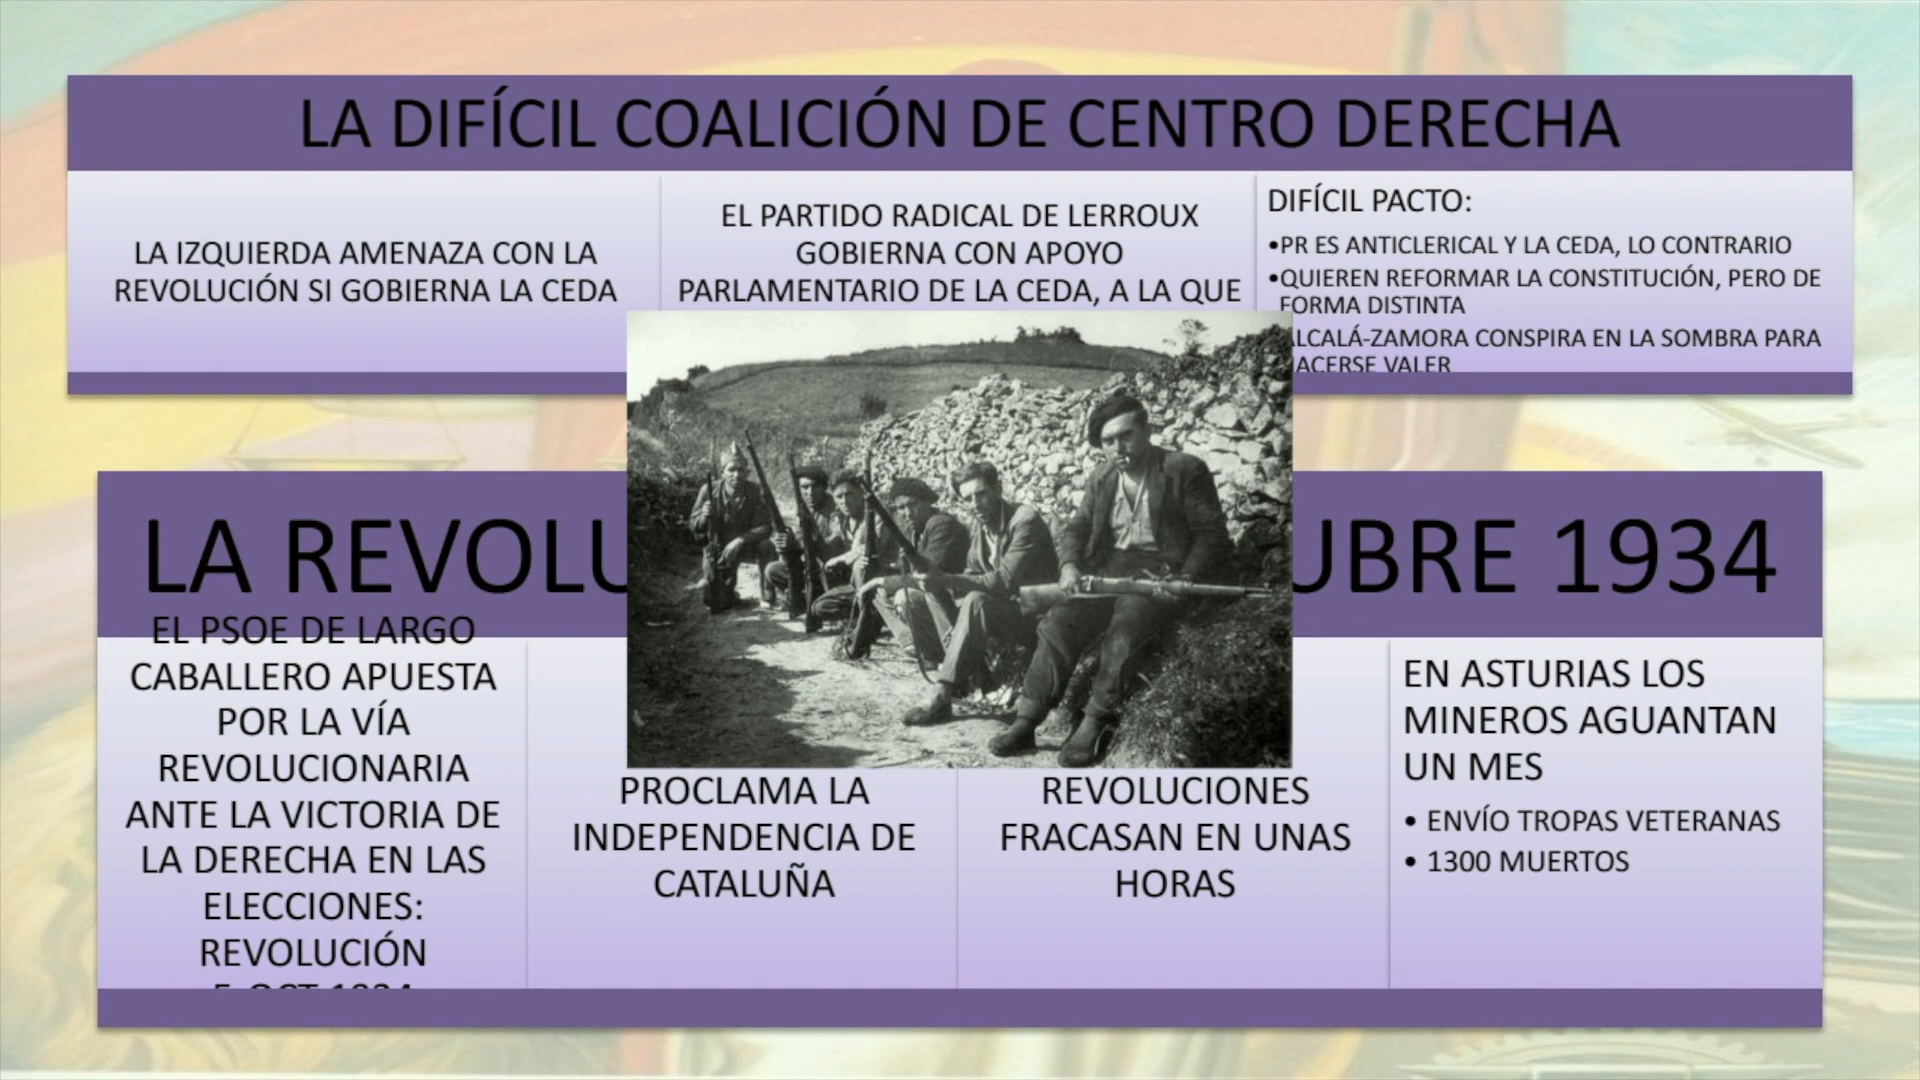 LA DIFÍCIL COALICIÓN DE CENTRO DERECHA
LA IZQUIERDA AMENAZA CON LA
REVOLUCIÓN SI GOBIERNA LA CEDA
EL PARTIDO RADICAL DE LERROUX
GOBIERNA CON APOYO
PARLAMENTARIO DE LA CEDA, A LA QUE
DIFÍCIL PACTO:
•PR ES ANTICLERICAL Y LA CEDA, LO CONTRARIO
•QUIEREN REFORMAR LA CONSTITUCIÓN, PERO DE
FORMA DISTINTA
ALCALÁ-ZAMORA CONSPIRA EN LA SOMBRA PARA
ACERSE VALER
LA REVOLU UBRE 1934
EL PSOE DE LARGO
CABALLERO APUESTA
POR LA VÍA
REVOLUCIONARIA
ANTE LA VICTORIA DE
LA DERECHA EN LAS
ELECCIONES:
REVOLUCIÓN
PROCLAMA LA
INDEPENDENCIA DE
CATALUÑA
REVOLUCIONES
FRACASAN EN UNAS
HORAS
EN ASTURIAS LOS
MINEROS AGUANTAN
UN MES
• ENVÍO TROPAS VETERANAS
• 1300 MUERTOS